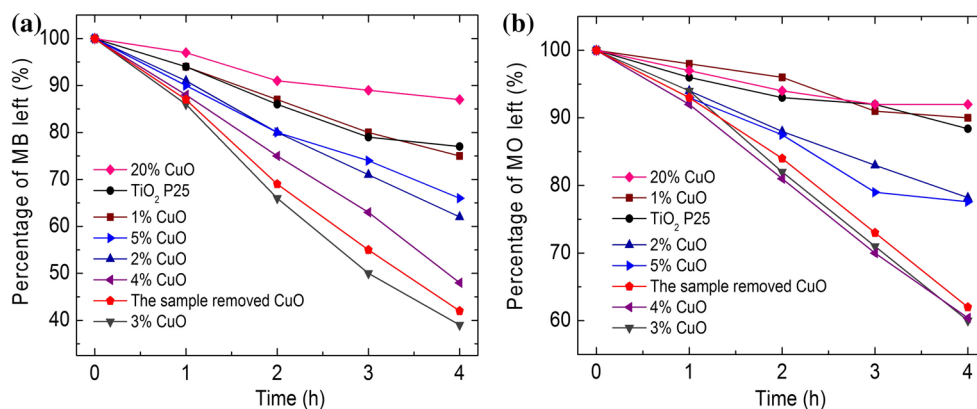 (a)
Percentage of MB left (%)
100
90
80
70
60
50
40
20% CuO
TiO₂ P25
1% CuO
5% CuO
2% CuO
4% CuO
The sample removed CuO
3% CuO
0 1 2 3 4
Time (h)
(b)
Percentage of MO left (%)
100
90
80
70
60
20% CuO
1% CuO
TiO₂ P25
2% CuO
5% CuO
The sample removed CuO
4% CuO
3% CuO
0 1 2 3 4
Time (h)